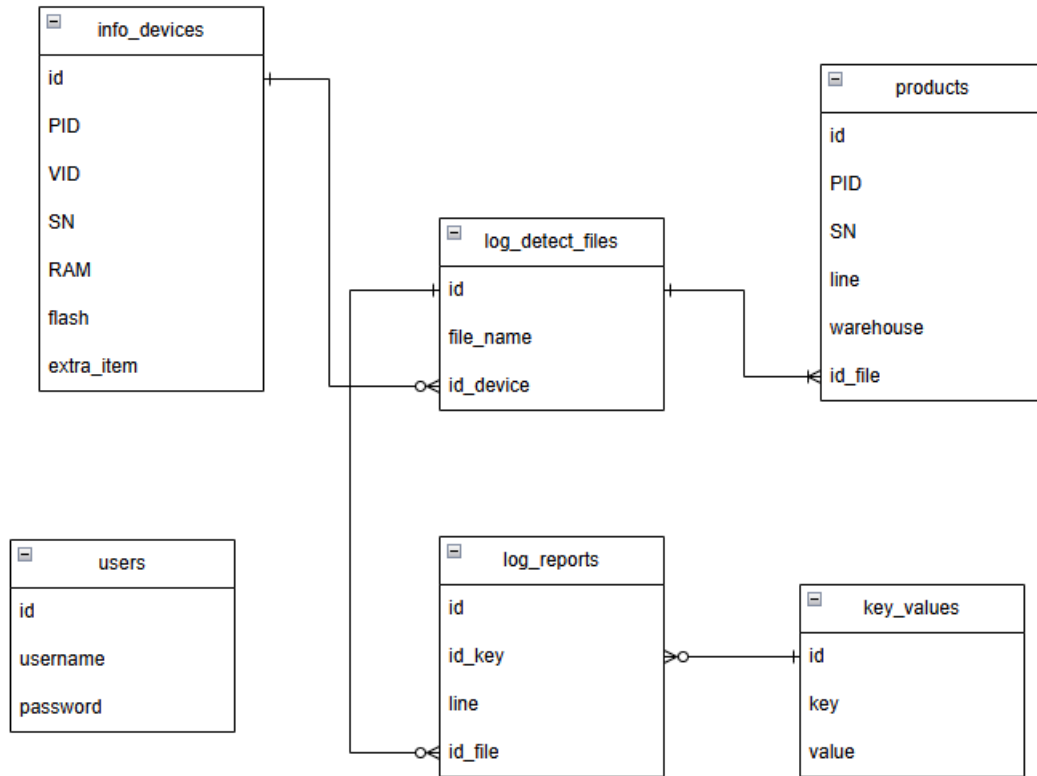 info_devices
id
PID
VID
SN
RAM
flash
extra_item
products
id
PID
SN
line
warehouse
id_file
log_detect_files
id
file_name
id_device
users
id
username
password
log_reports
id
id_key
line
id_file
key_values
id
key
value